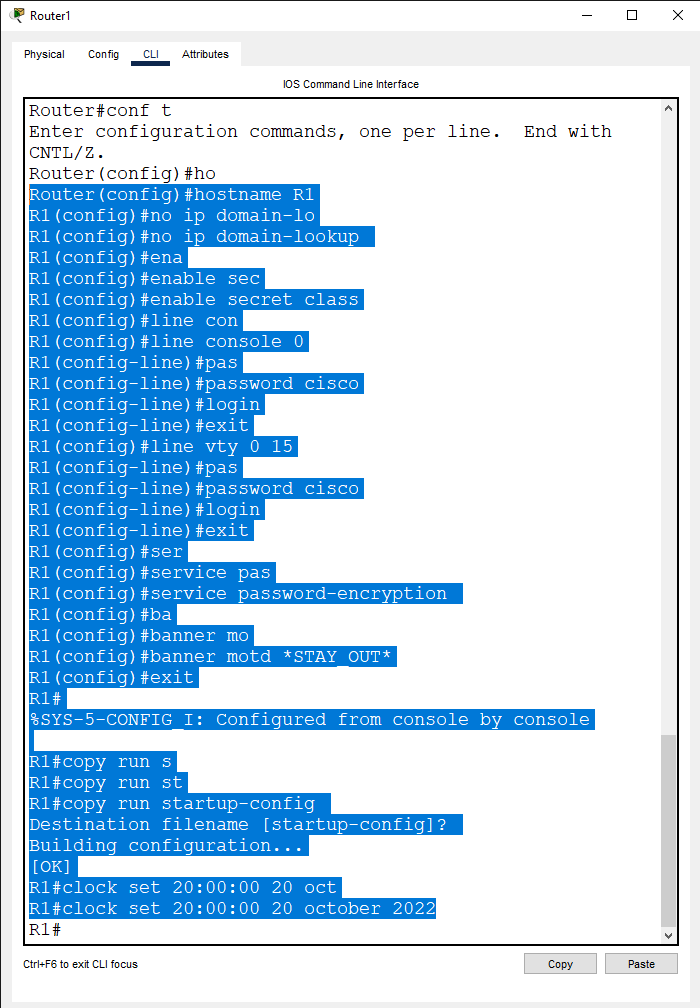 Router1
Physical Config CLI Attributes
IOS Command Line Interface
Router#conf t
Enter configuration commands, one per line.  End with
CNTL/Z.
Router(config)#ho
Router(config)#hostname R1
R1(config)#no ip domain-lo
R1(config)#no ip domain-lookup
R1(config)#ena
R1(config)#enable sec
R1(config)#enable secret class
R1(config)#line con
R1(config)#line console 0
R1(config-line)#pas
R1(config-line)#password cisco
R1(config-line)#login
R1(config-line)#exit
R1(config)#line vty 0 15
R1(config-line)#pas
R1(config-line)#password cisco
R1(config-line)#login
R1(config-line)#exit
R1(config)#ser
R1(config)#service pas
R1(config)#service password-encryption
R1(config)#ba
R1(config)#banner mo
R1(config)#banner motd *STAY_OUT*
R1(config)#exit
R1#
%SYS-5-CONFIG_I: Configured from console by console
R1#copy run s
R1#copy run st
R1#copy run startup-config
Destination filename [startup-config]?
Building configuration...
[OK]
R1#clock set 20:00:00 20 oct
R1#clock set 20:00:00 20 october 2022
R1#
Ctrl+F6 to exit CLI focus
Copy Paste